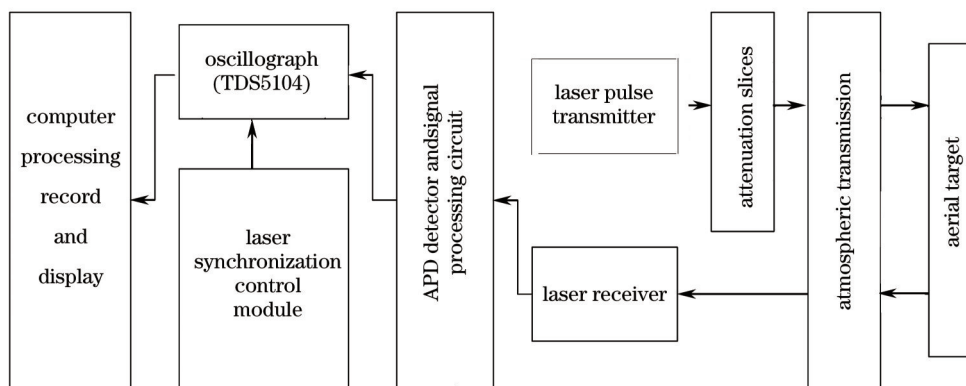 computer
processing
record
and
display
oscillograph
(TDS5104)
laser
synchronization
control
module
APD detector andsignal
processing circuit
laser pulse
transmitter
laser receiver
attenuation slices
atmospheric transmission
aerial target